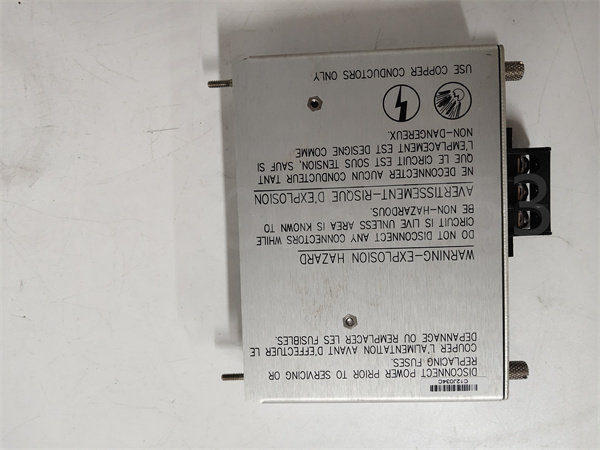 C12J034C
DISCONNECT POWER PRIOR TO SERVICING OR
REPLACING FUSES.
COUPER L'ALIMENTATION AVANT D'EFFECTUER LE
DEPANNAGE OU REMPLACER LES FUSIBLES.
WARNING-EXPLOSION HAZARD
DO NOT DISCONNECT ANY CONNECTORS WHILE
CIRCUIT IS LIVE UNLESS AREA IS KNOWN TO
BE NON-HAZARDOUS.
AVERTISSEMENT-RISQUE D'EXPLOSION
NE DECONNECTER AUCUN CONDUCTEUR TANT
QUE LE CIRCUIT EST SOUS TENSION, SAUF SI
L'EMPLACEMENT EST DESIGNE COMME
NON-DANGEREUX.
USE COPPER CONDUCTORS ONLY